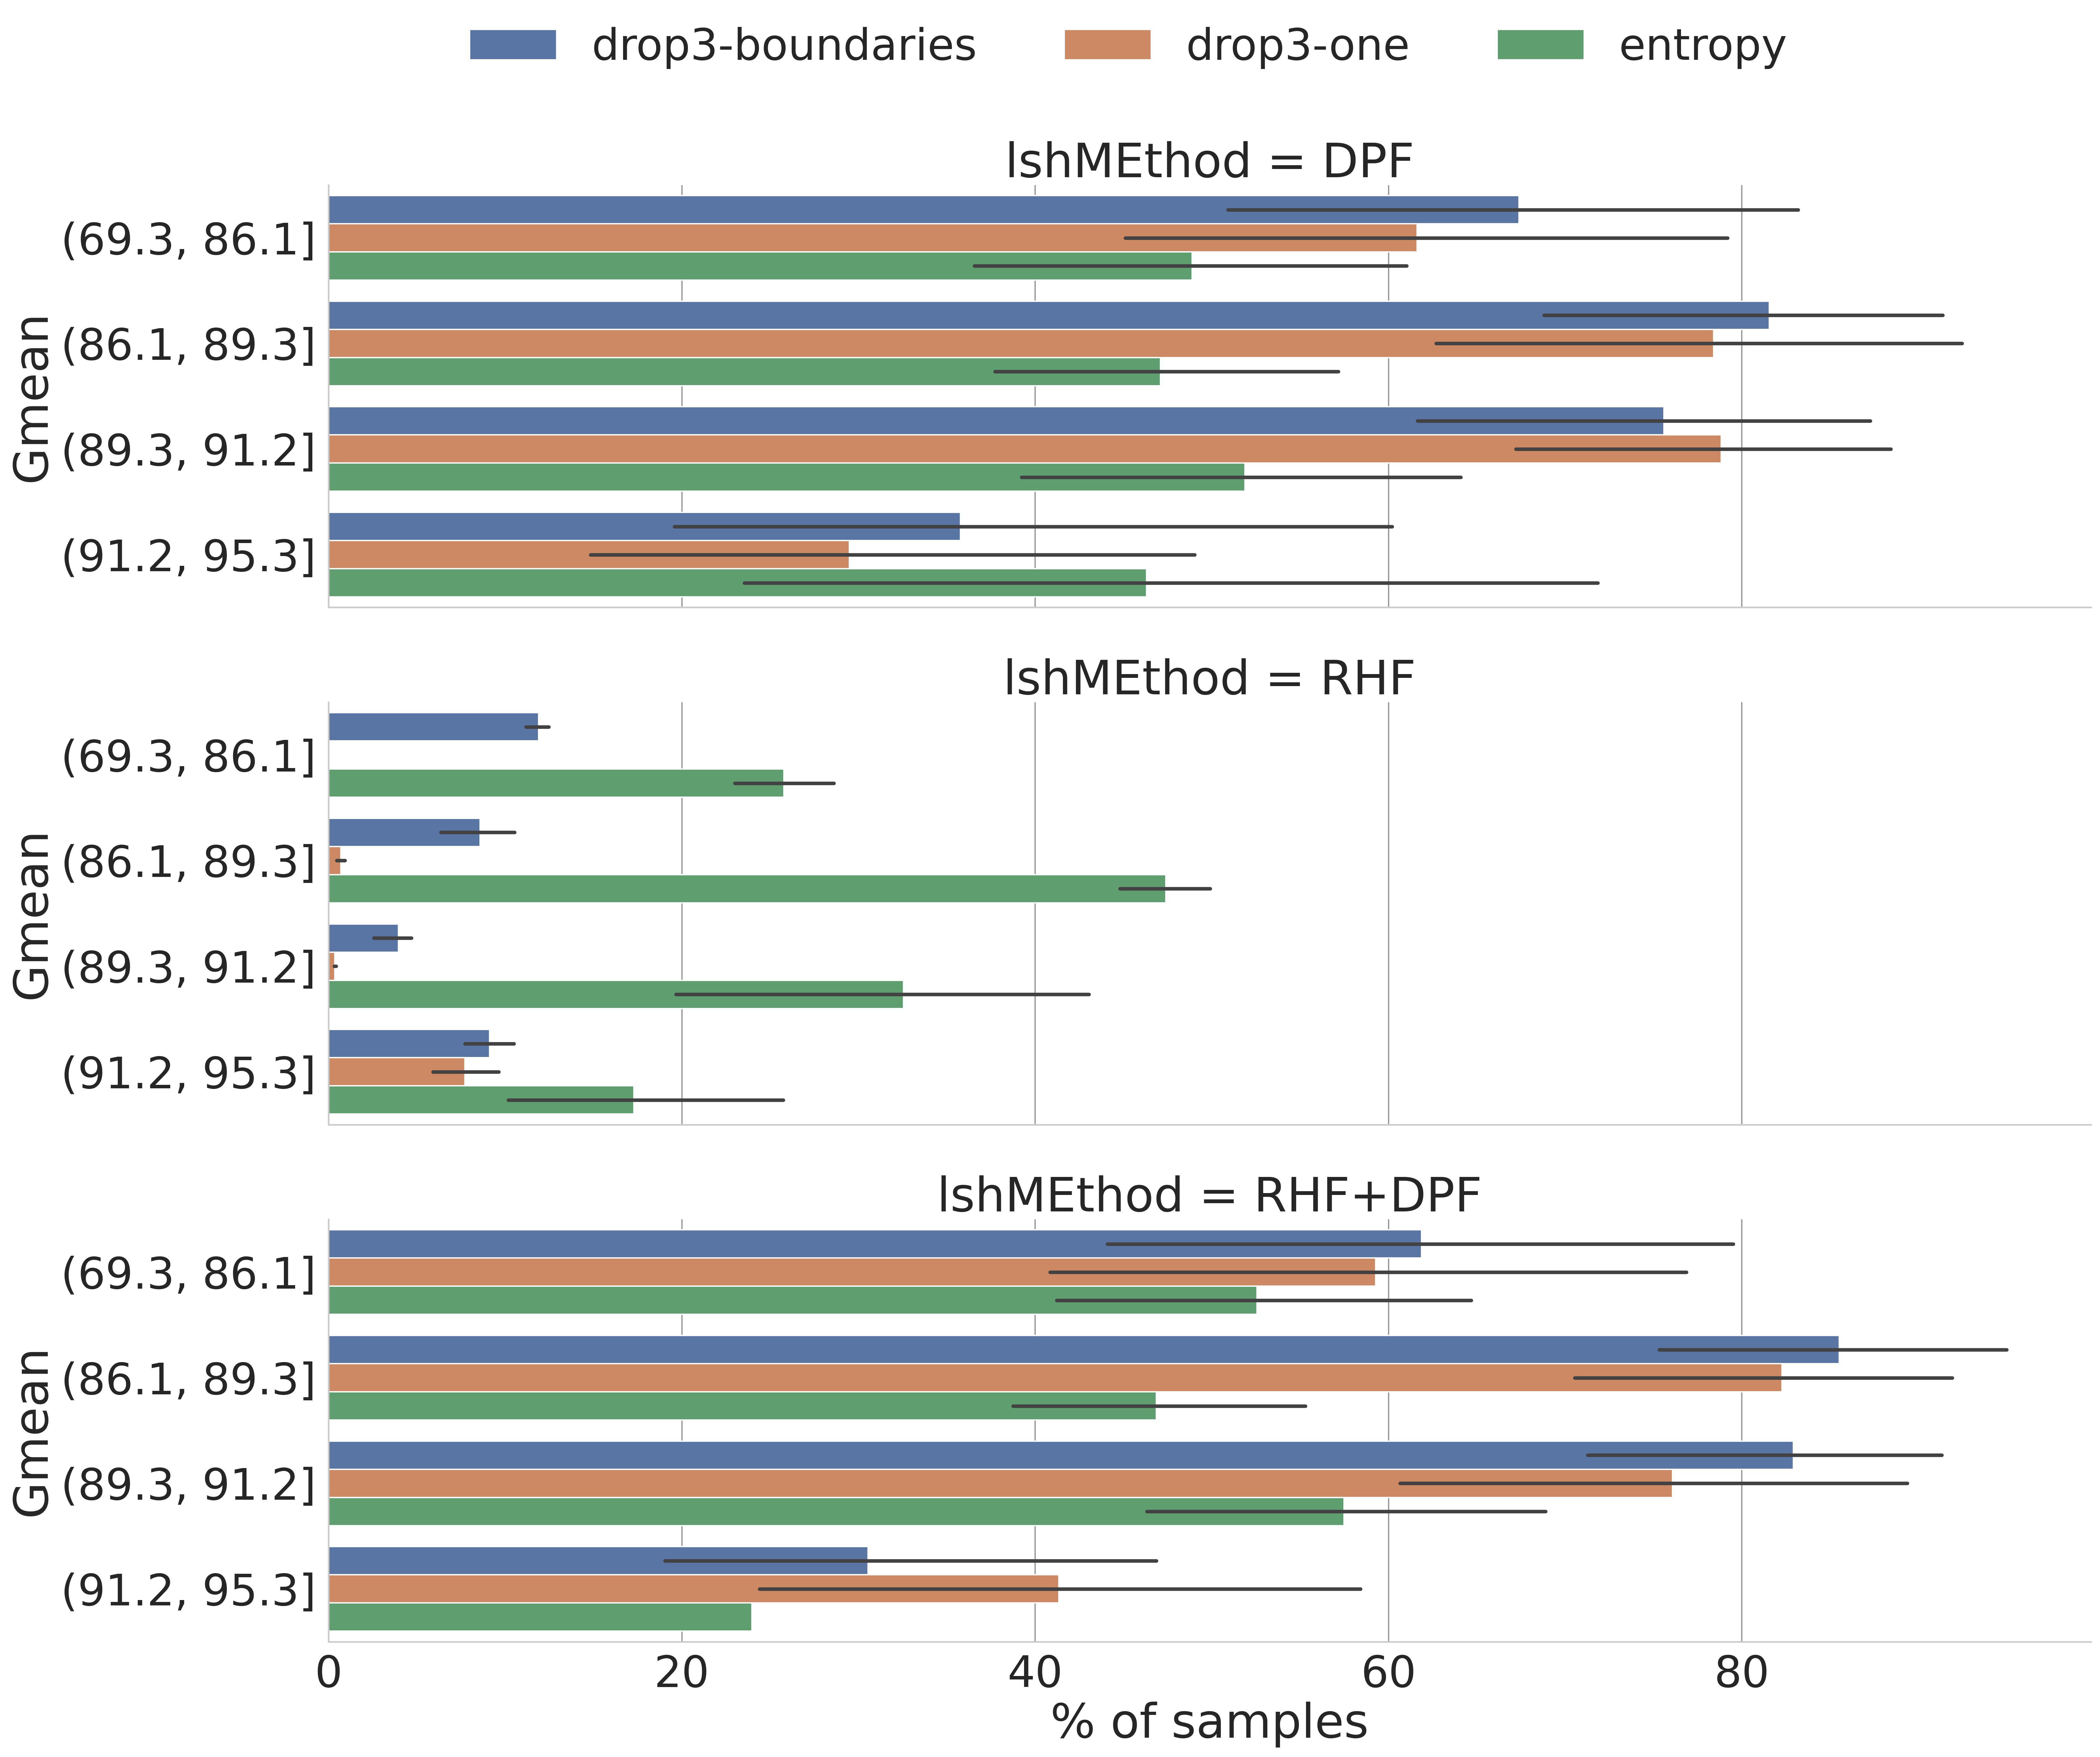 drop3-boundaries drop3-one entropy
lshMEthod = DPF
Gmean
(69.3, 86.1]
(86.1, 89.3]
(89.3, 91.2]
(91.2, 95.3]
lshMEthod = RHF
Gmean
(69.3, 86.1]
(86.1, 89.3]
(89.3, 91.2]
(91.2, 95.3]
lshMEthod = RHF+DPF
Gmean
(69.3, 86.1]
(86.1, 89.3]
(89.3, 91.2]
(91.2, 95.3]
0 20 40 60 80
% of samples